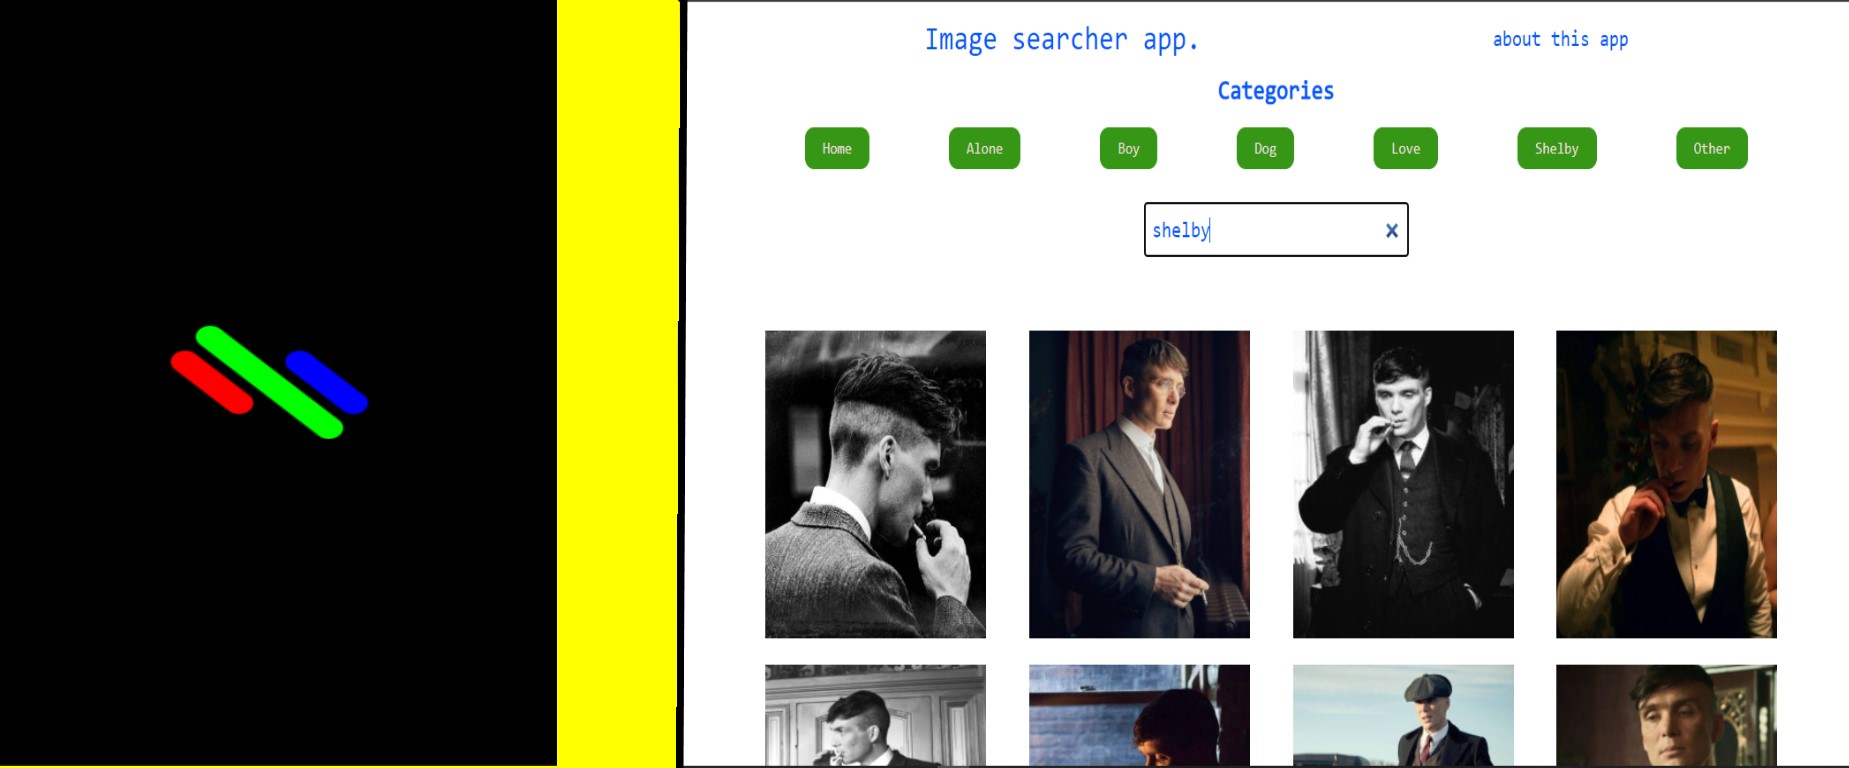 Image searcher app.
about this app
Categories
Home
Alone
Boy
Dog
Love
Shelby
Other
shelby